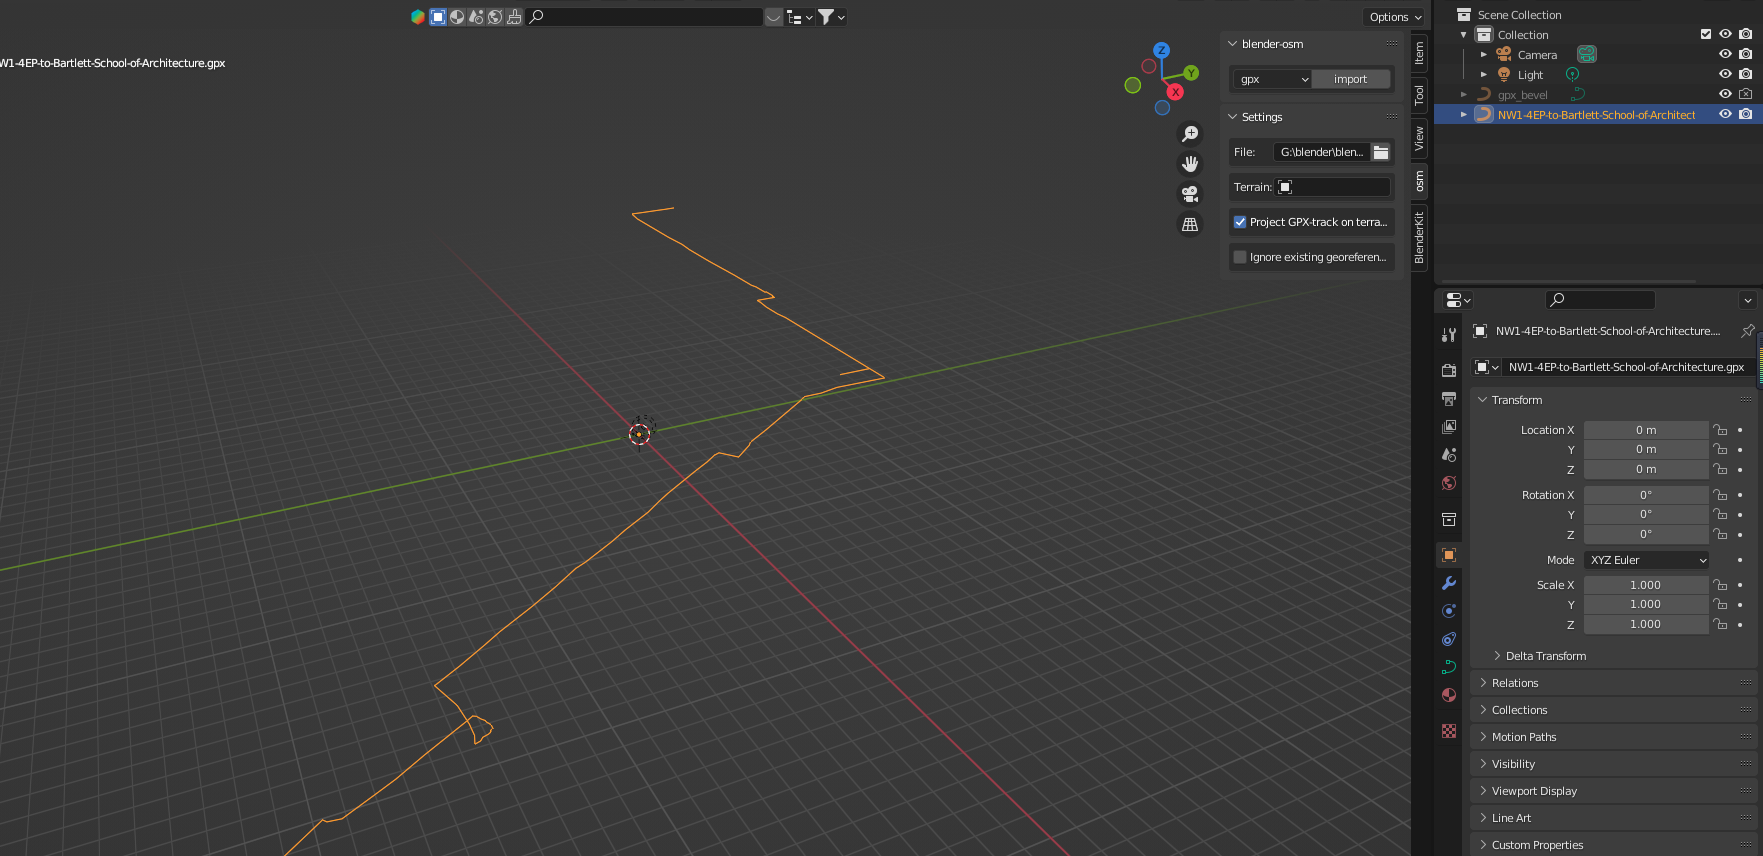 Options
W1-4EP-to-Bartlett-School-of-Architecture.gpx
Z
Y
X
blender-osm
gpx
import
Settings
File:
G:\blender\blen...
Terrain:
Project GPX-track on terra...
Ignore existing georeferen...
Item
Tool
View
osm
BlenderKit
Scene Collection
Collection
Camera
Light
gpx_bevel
NW1-4EP-to-Bartlett-School-of-Architect
NW1-4EP-to-Bartlett-School-of-Architecture....
NW1-4EP-to-Bartlett-School-of-Architecture.gpx
Transform
Location X 0 m
Y 0 m
Z 0 m
Rotation X 0°
Y 0°
Z 0°
Mode XYZ Euler
Scale X 1.000
Y 1.000
Z 1.000
Delta Transform
Relations
Collections
Motion Paths
Visibility
Viewport Display
Line Art
Custom Properties